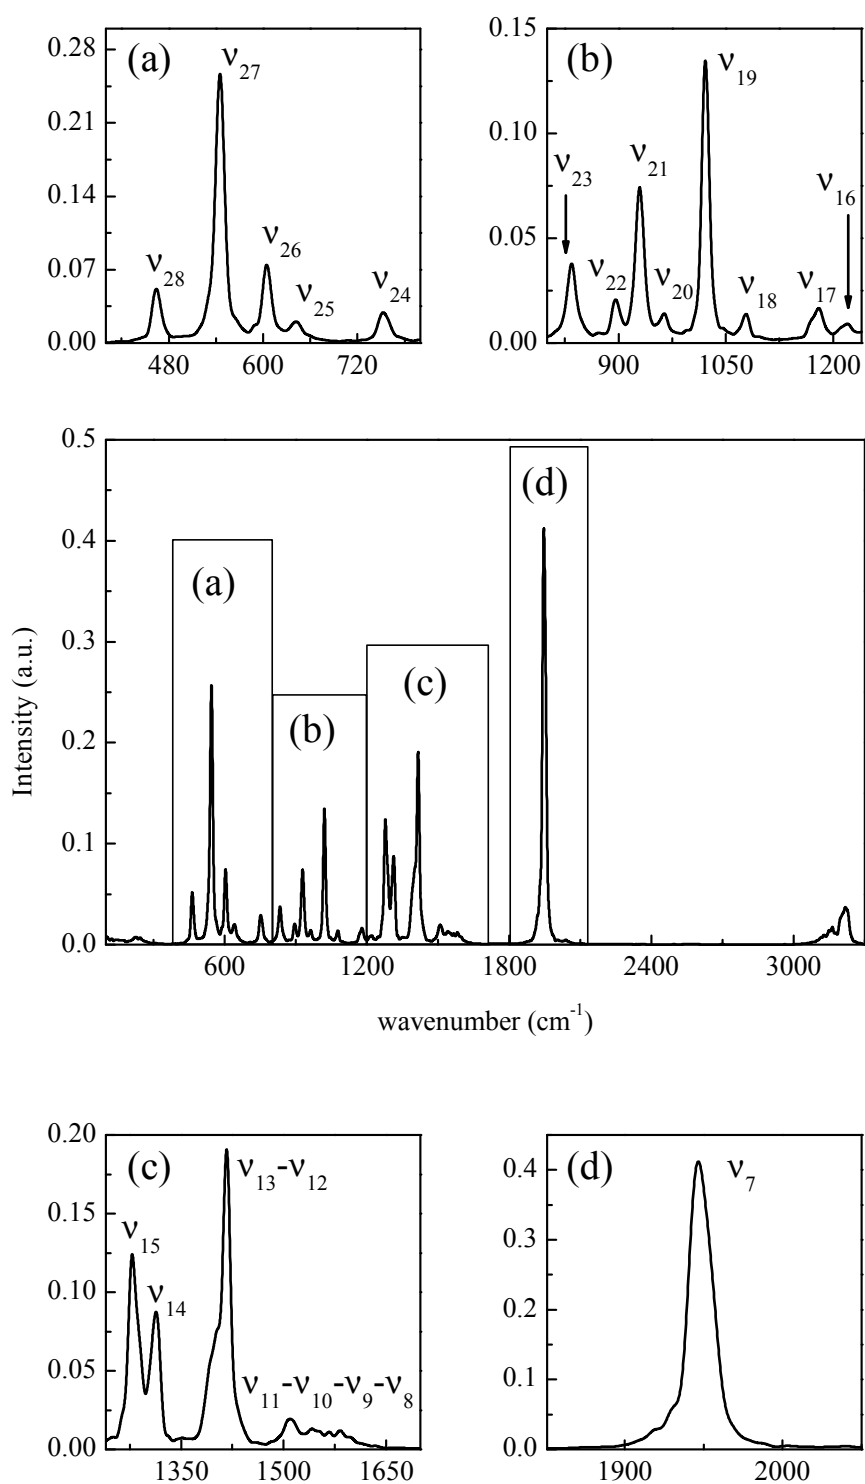 (a)
0.28
0.21
0.14
0.07
0.00
ν28
ν27
ν26
ν25
ν24
480 600 720
(b)
0.15
0.10
0.05
0.00
ν23
ν22
ν21
ν20
ν19
ν18
ν17
ν16
900 1050 1200
Intensity (a.u.)
0.5
0.4
0.3
0.2
0.1
0.0
(a)
(b)
(c)
(d)
600 1200 1800 2400 3000
wavenumber (cm-1)
(c)
0.20
0.15
0.10
0.05
0.00
ν15
ν14
ν13-ν12
ν11-ν10-ν9-ν8
1350 1500 1650
(d)
0.4
0.3
0.2
0.1
0.0
ν7
1900 2000